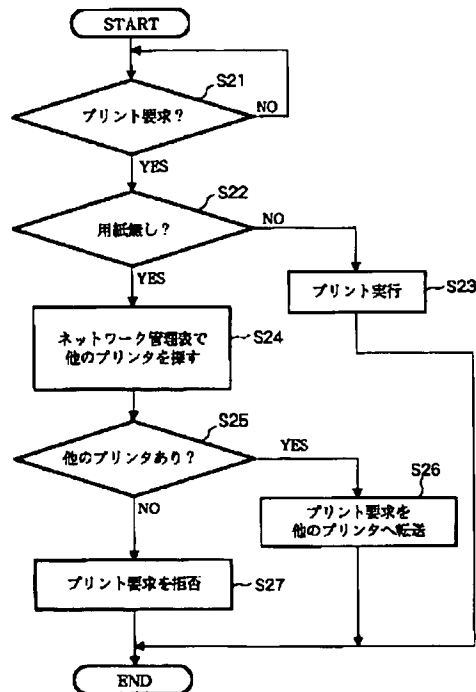 START
S21
プリント要求?
NO
YES
S22
用紙無し?
NO
YES
S23
プリント実行
S24
ネットワーク管理表で
他のプリンタを探す
S25
他のプリンタあり?
YES
S26
NO
プリント要求を
他のプリンタへ転送
プリント要求を拒否
S27
END